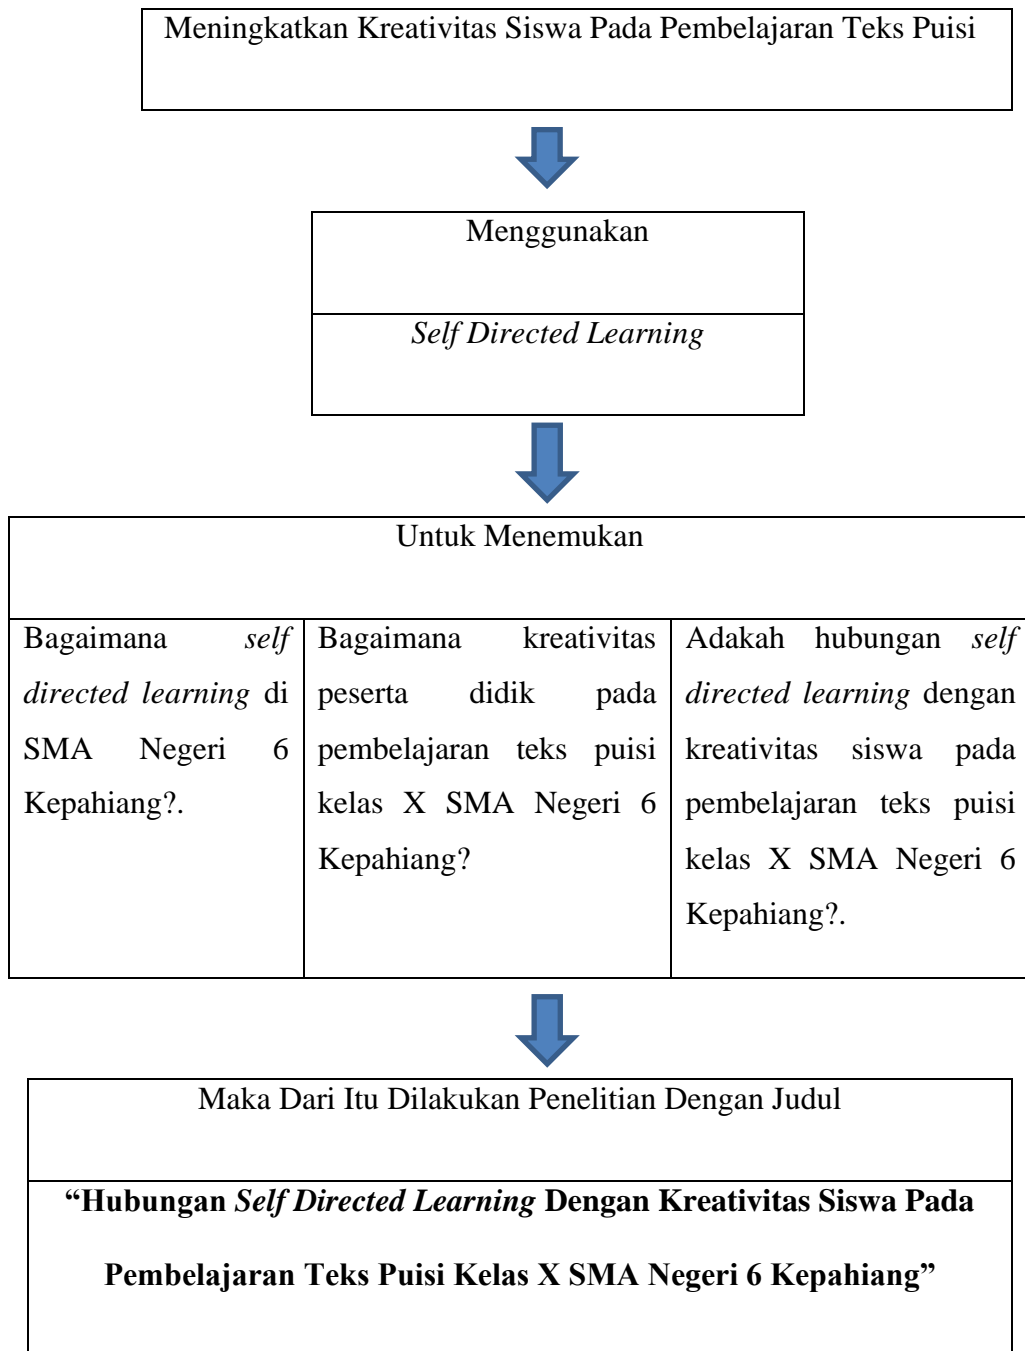 Meningkatkan Kreativitas Siswa Pada Pembelajaran Teks Puisi
Menggunakan
Self Directed Learning
Untuk Menemukan
Bagaimana self
directed learning di
SMA Negeri 6
Kepahiang?.
Bagaimana kreativitas
peserta didik pada
pembelajaran teks puisi
kelas X SMA Negeri 6
Kepahiang?
Adakah hubungan self
directed learning dengan
kreativitas siswa pada
pembelajaran teks puisi
kelas X SMA Negeri 6
Kepahiang?.
Maka Dari Itu Dilakukan Penelitian Dengan Judul
“Hubungan Self Directed Learning Dengan Kreativitas Siswa Pada
Pembelajaran Teks Puisi Kelas X SMA Negeri 6 Kepahiang”